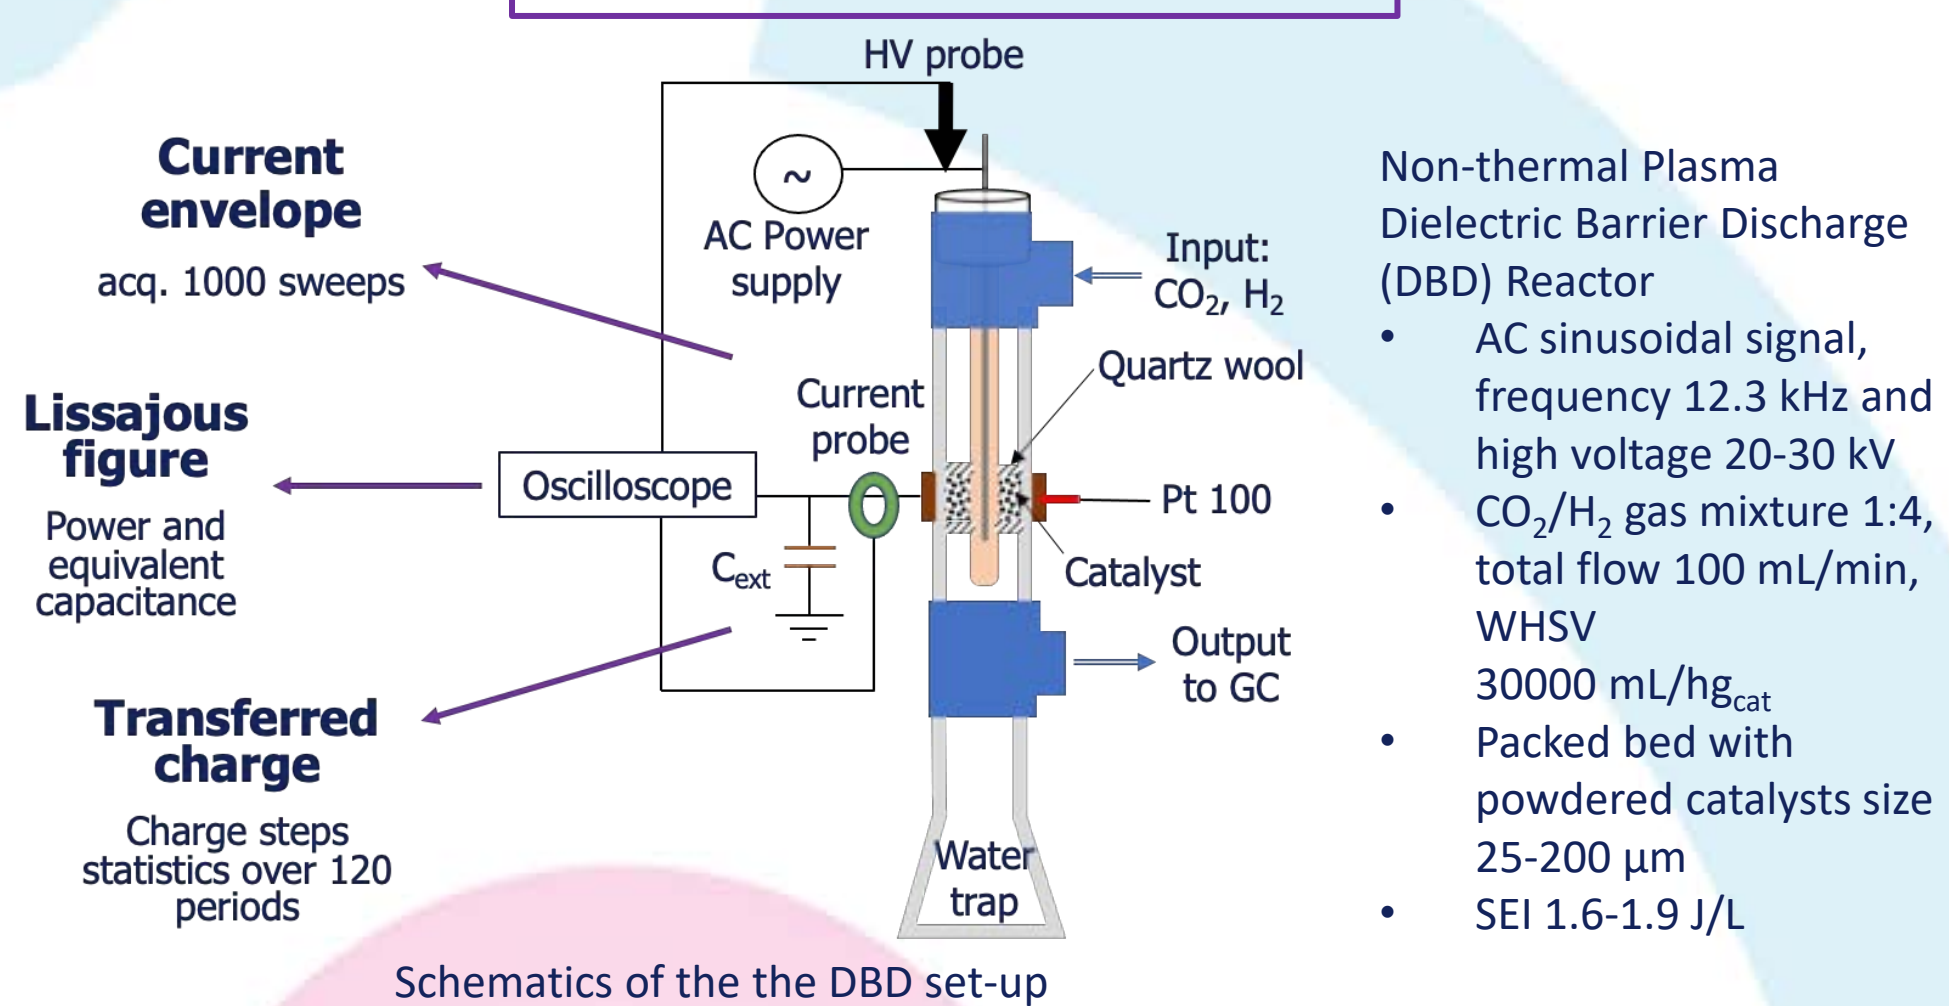 HV probe
Current
envelope
acq. 1000 sweeps
~
AC Power
supply
Input:
CO₂, H₂
Quartz wool
Current
probe
Lissajous
figure
Power and
equivalent
capacitance
Oscilloscope
Pt 100
C_ext
Catalyst
Output
to GC
Transferred
charge
Charge steps
statistics over 120
periods
Water
trap
Schematics of the the DBD set-up
Non-thermal Plasma
Dielectric Barrier Discharge
(DBD) Reactor
• AC sinusoidal signal,
frequency 12.3 kHz and
high voltage 20-30 kV
• CO₂/H₂ gas mixture 1:4,
total flow 100 mL/min,
WHSV
30000 mL/hg_cat
• Packed bed with
powdered catalysts size
25-200 μm
• SEI 1.6-1.9 J/L